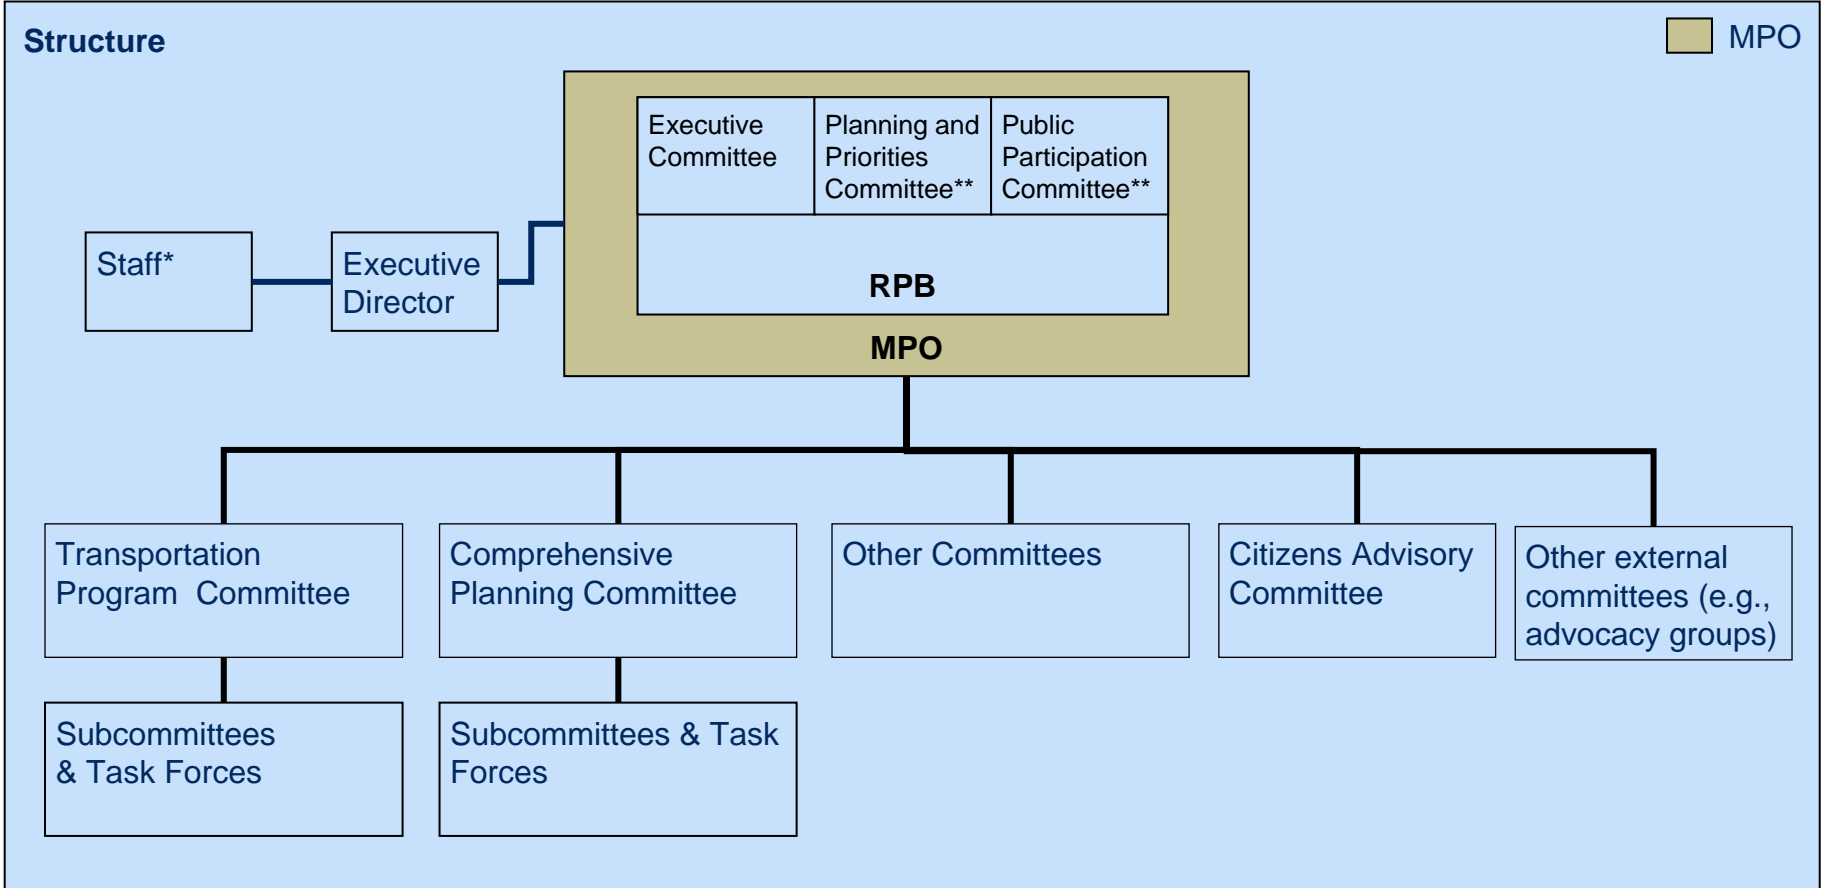 Structure
MPO
Executive
Committee
Planning and
Priorities
Committee**
Public
Participation
Committee**
RPB
MPO
Staff*
Executive
Director
Transportation
Program  Committee
Comprehensive
Planning Committee
Other Committees
Citizens Advisory
Committee
Other external
committees (e.g.,
advocacy groups)
Subcommittees
& Task Forces
Subcommittees & Task
Forces